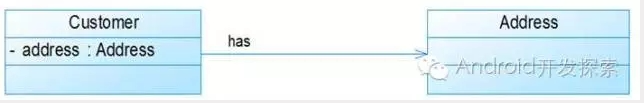 Customer
- address : Address
has
Address
Android开发探索